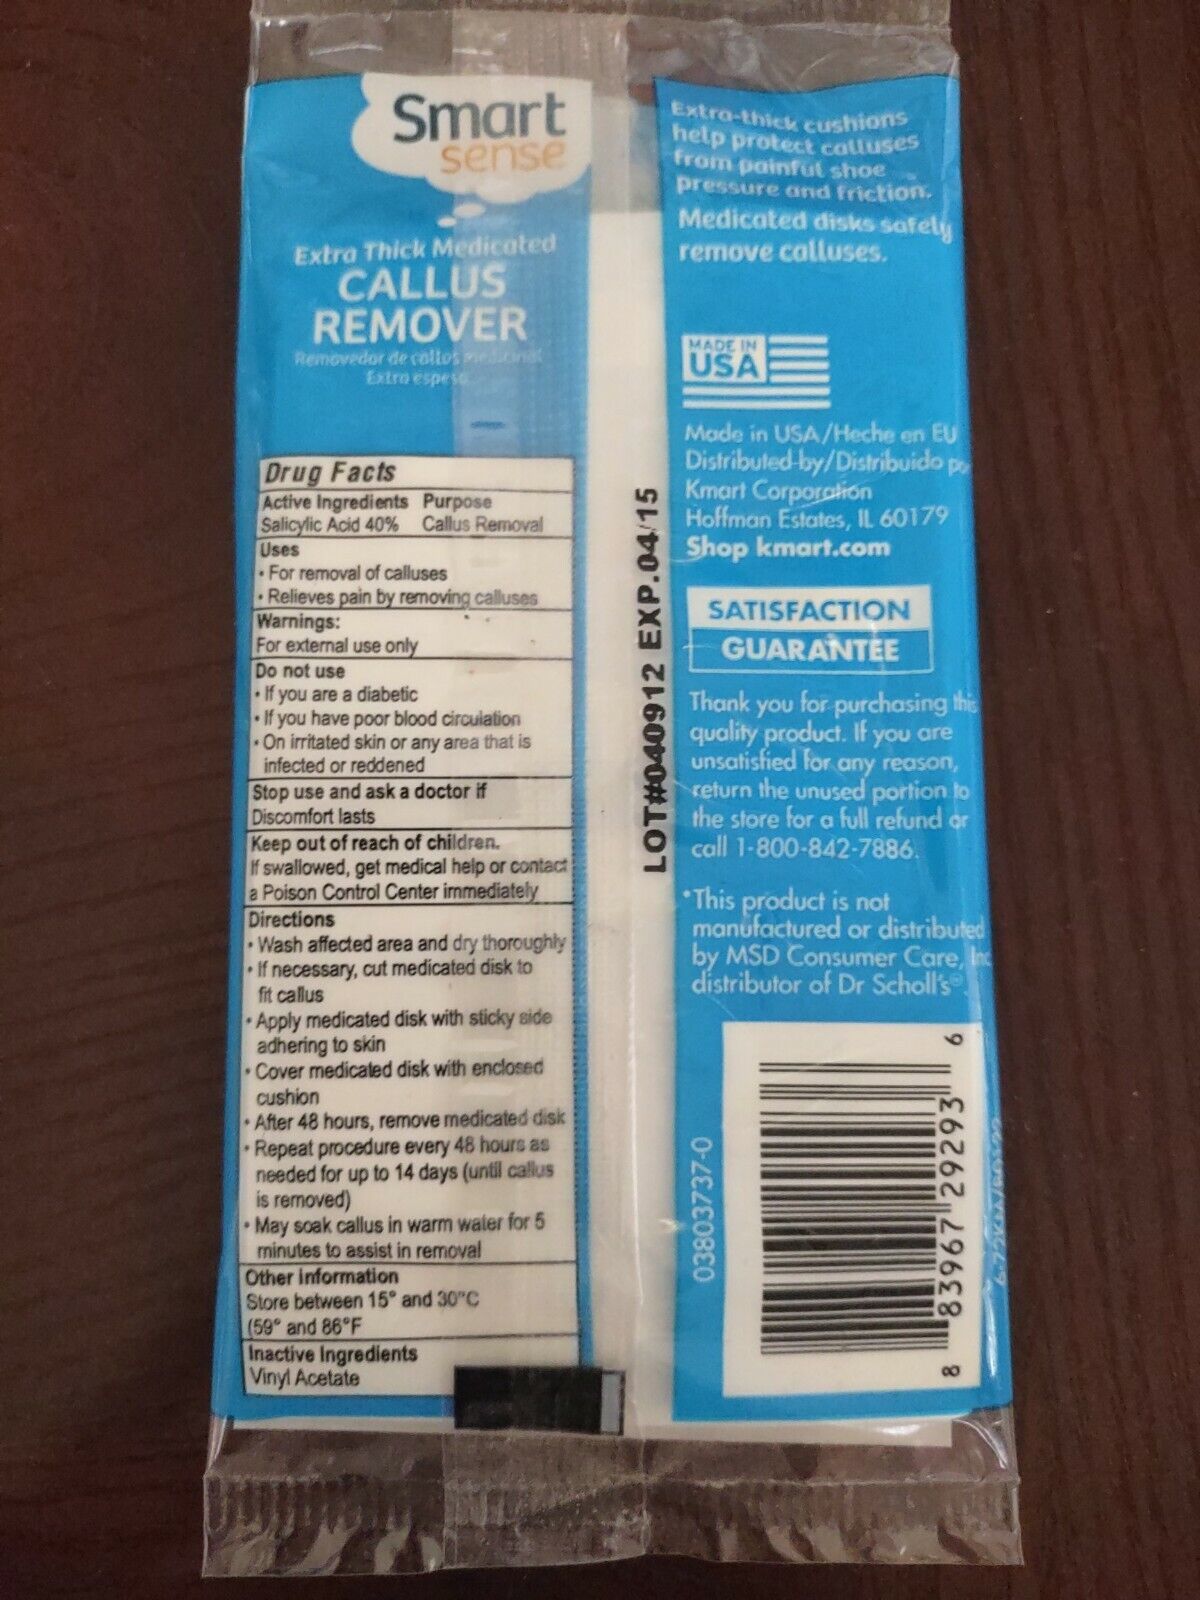 Smart
sense
Extra Thick Medicated
CALLUS
REMOVER
Removedor de callos medicinal
Extra espeso
Drug Facts
Active Ingredients Purpose
Salicylic Acid 40% Callus Removal
Uses
• For removal of calluses
• Relieves pain by removing calluses
Warnings:
For external use only
Do not use
• If you are a diabetic
• If you have poor blood circulation
• On irritated skin or any area that is
infected or reddened
Stop use and ask a doctor if
Discomfort lasts
Keep out of reach of children.
If swallowed, get medical help or contact
a Poison Control Center immediately
Directions
• Wash affected area and dry thoroughly
• If necessary, cut medicated disk to
fit callus
• Apply medicated disk with sticky side
adhering to skin
• Cover medicated disk with enclosed
cushion
• After 48 hours, remove medicated disk
• Repeat procedure every 48 hours as
needed for up to 14 days (until callus
is removed)
• May soak callus in warm water for 5
minutes to assist in removal
Other Information
Store between 15° and 30°C
(59° and 86°F
Inactive Ingredients
Vinyl Acetate
LOT#040912 EXP.04/15
Extra-thick cushions
help protect calluses
from painful shoe
pressure and friction.
Medicated disks safely
remove calluses.
MADE IN
USA
Made in USA/Heche en EU
Distributed by/Distribuido por
Kmart Corporation
Hoffman Estates, IL 60179
Shop kmart.com
SATISFACTION
GUARANTEE
Thank you for purchasing this
quality product. If you are
unsatisfied for any reason,
return the unused portion to
the store for a full refund or
call 1-800-842-7886.
*This product is not
manufactured or distributed
by MSD Consumer Care, Inc
distributor of Dr Scholl's®.
03803737-0
8 83967 29293 6